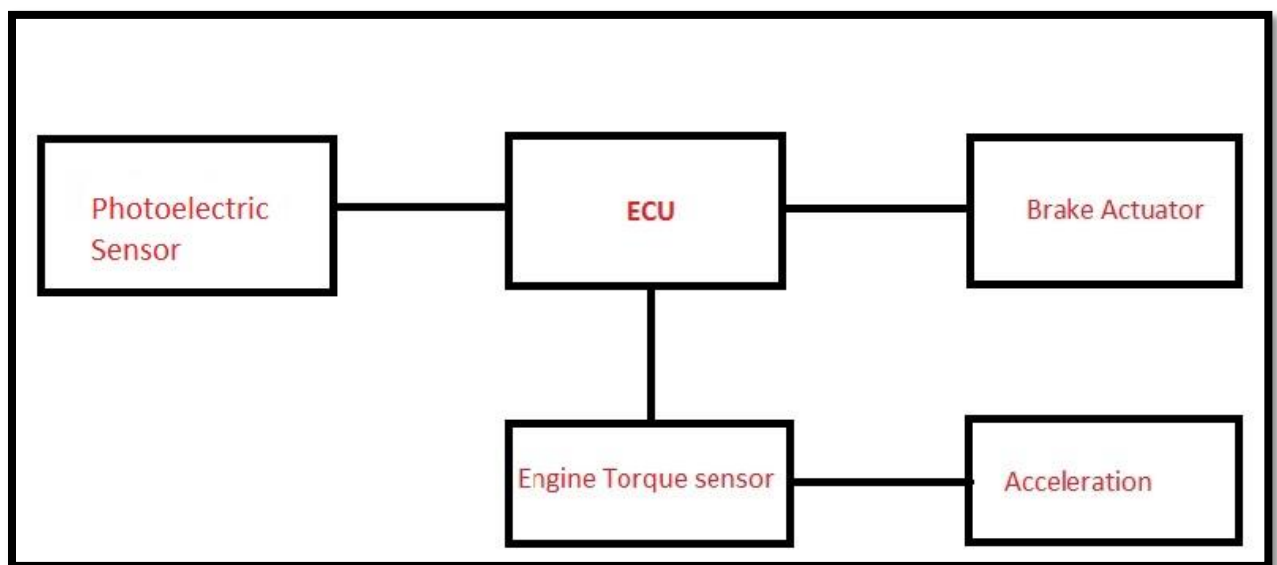 Photoelectric
Sensor
ECU
Brake Actuator
Engine Torque sensor
Acceleration